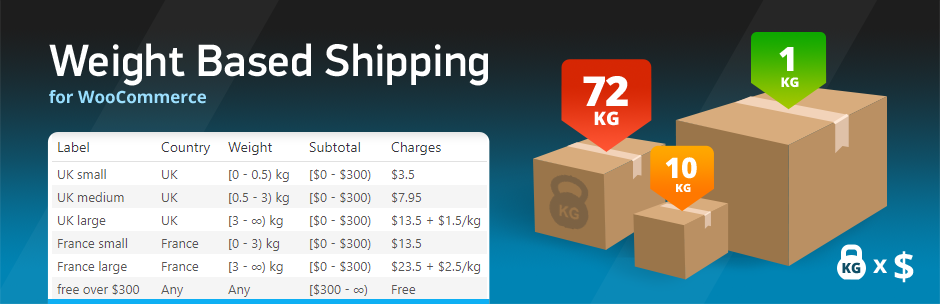 Weight Based Shipping
for WooCommerce
Label Country Weight Subtotal Charges
UK small UK [0 - 0.5) kg [$0 - $300) $3.5
UK medium UK [0.5 - 3) kg [$0 - $300) $7.95
UK large UK [3 - ∞) kg [$0 - $300) $13.5 + $1.5/kg
France small France [0 - 3) kg [$0 - $300) $13.5
France large France [3 - ∞) kg [$0 - $300) $23.5 + $2.5/kg
free over $300 Any Any [$300 - ∞) Free
72
KG
1
KG
10
KG
KG
KG x $